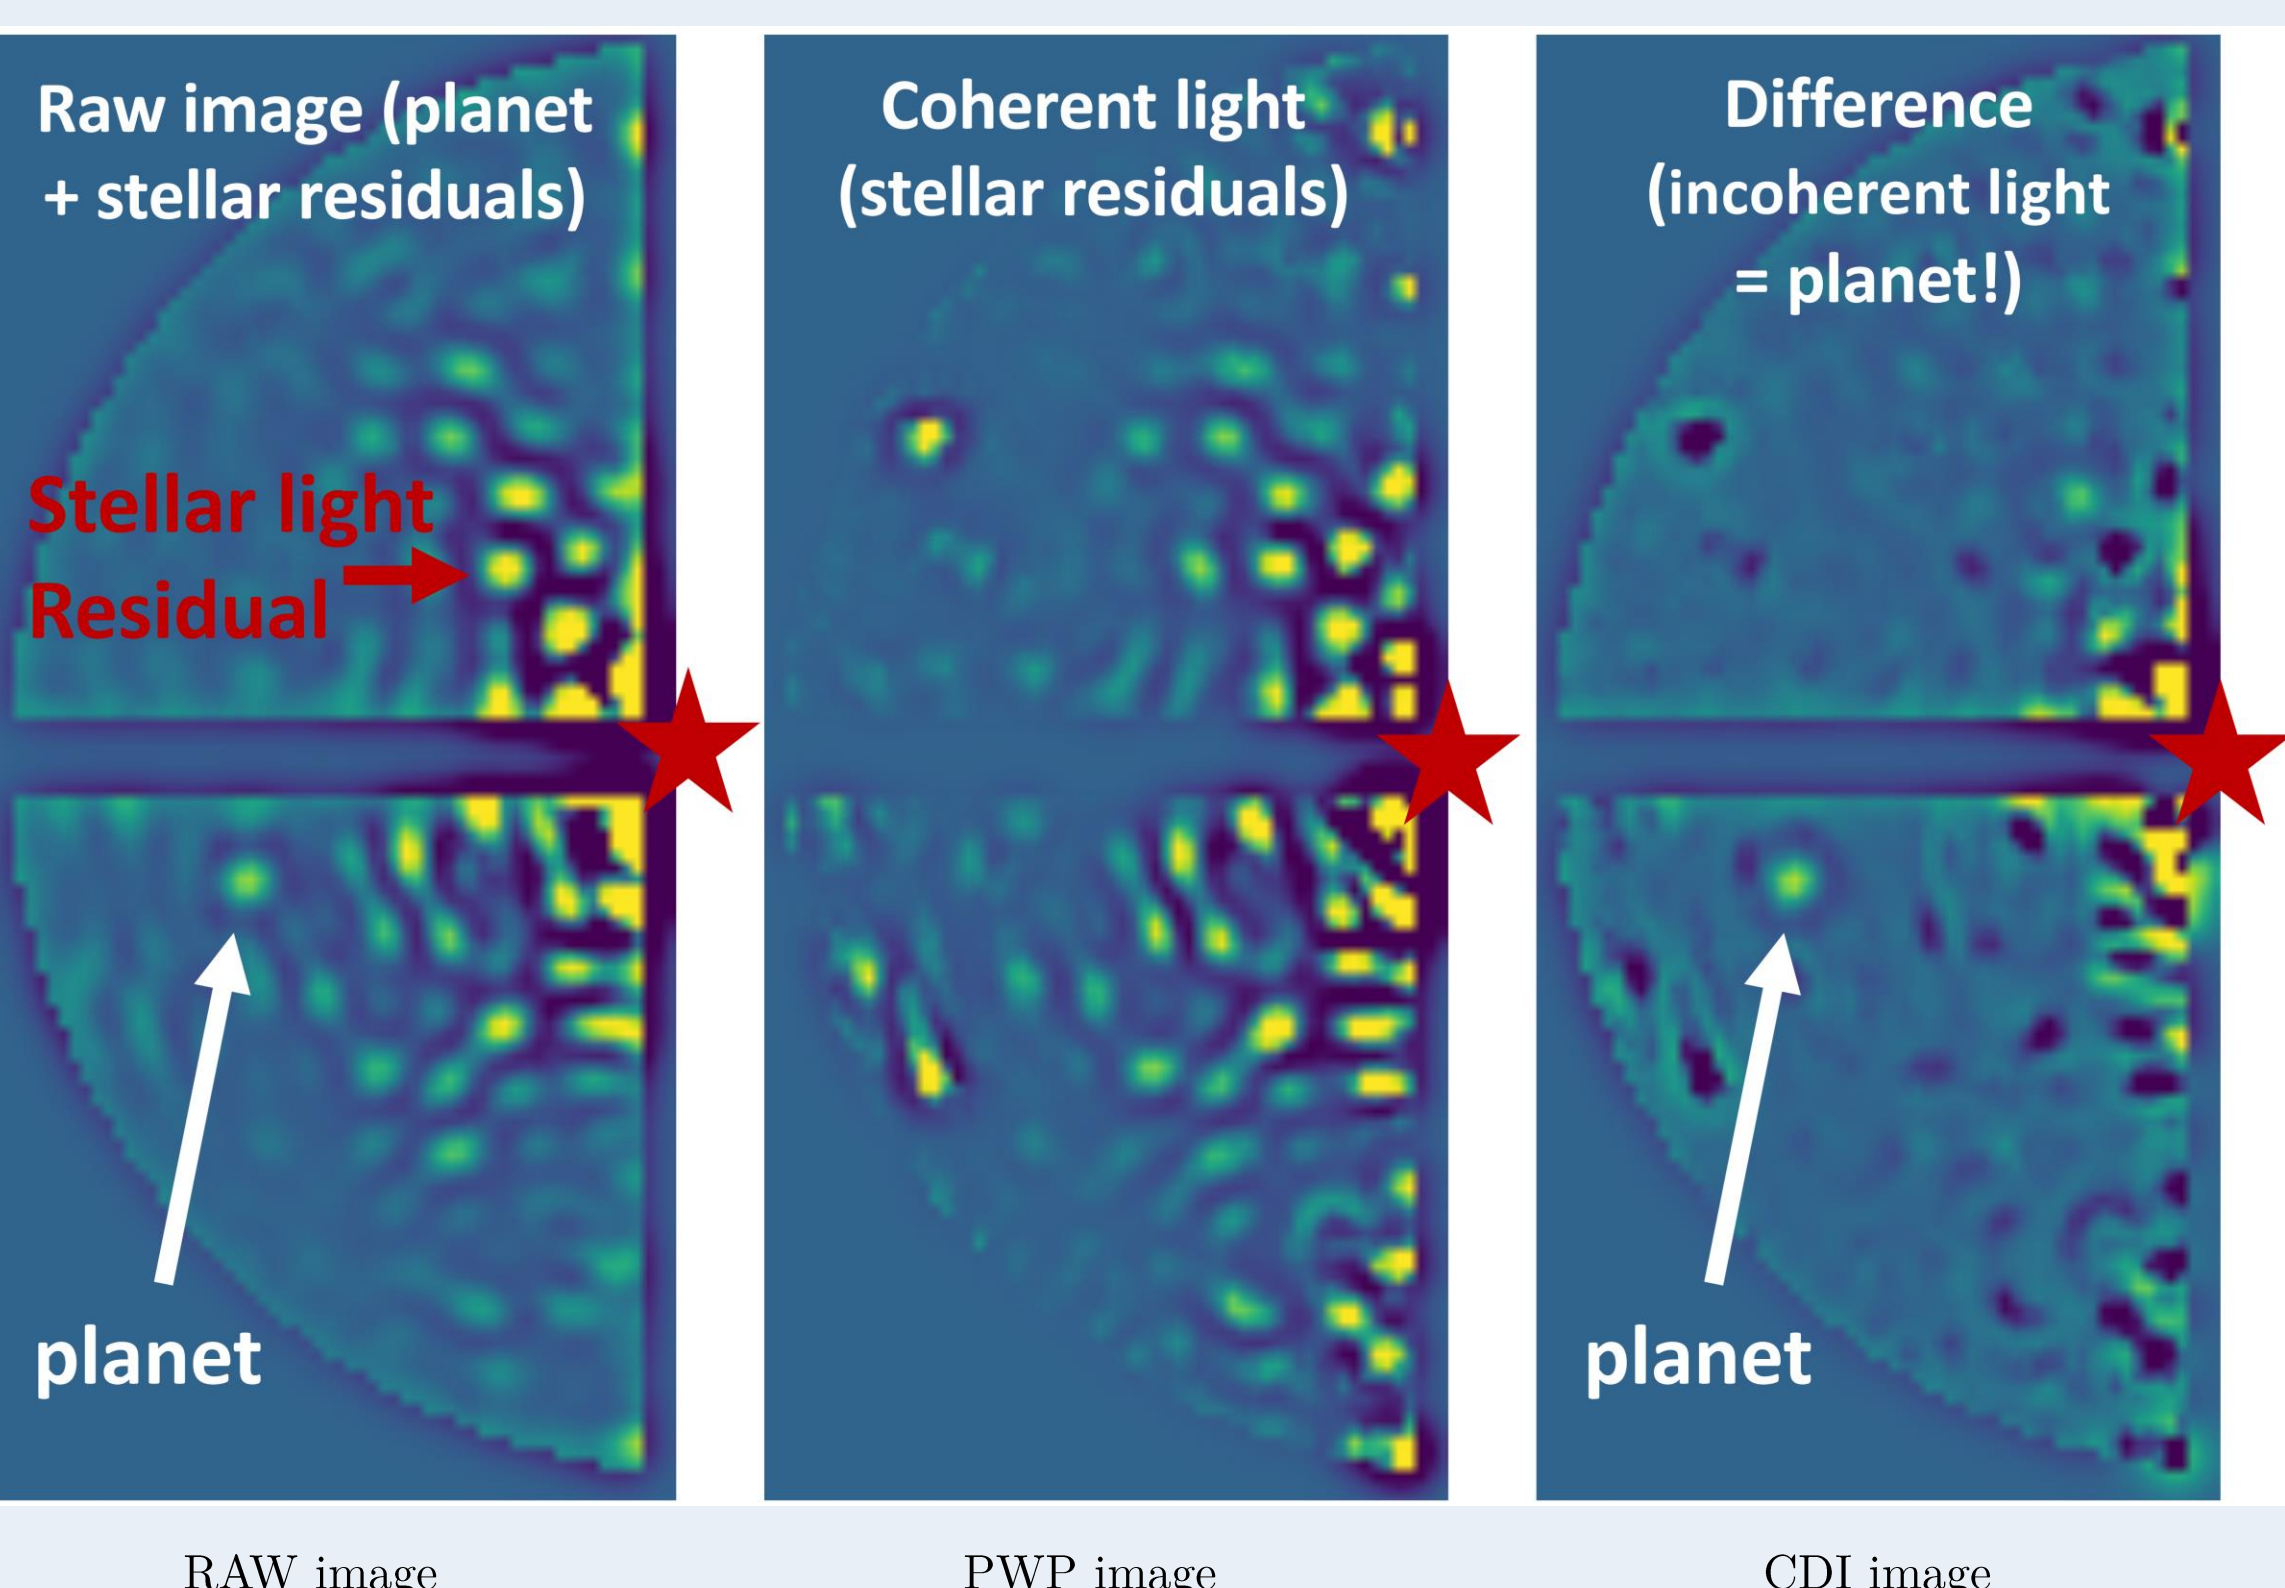 Raw image (planet
+ stellar residuals)
Stellar light
Residual
planet
Coherent light
(stellar residuals)
Difference
(incoherent light
= planet!)
planet
RAW image
PWP image
CDI image